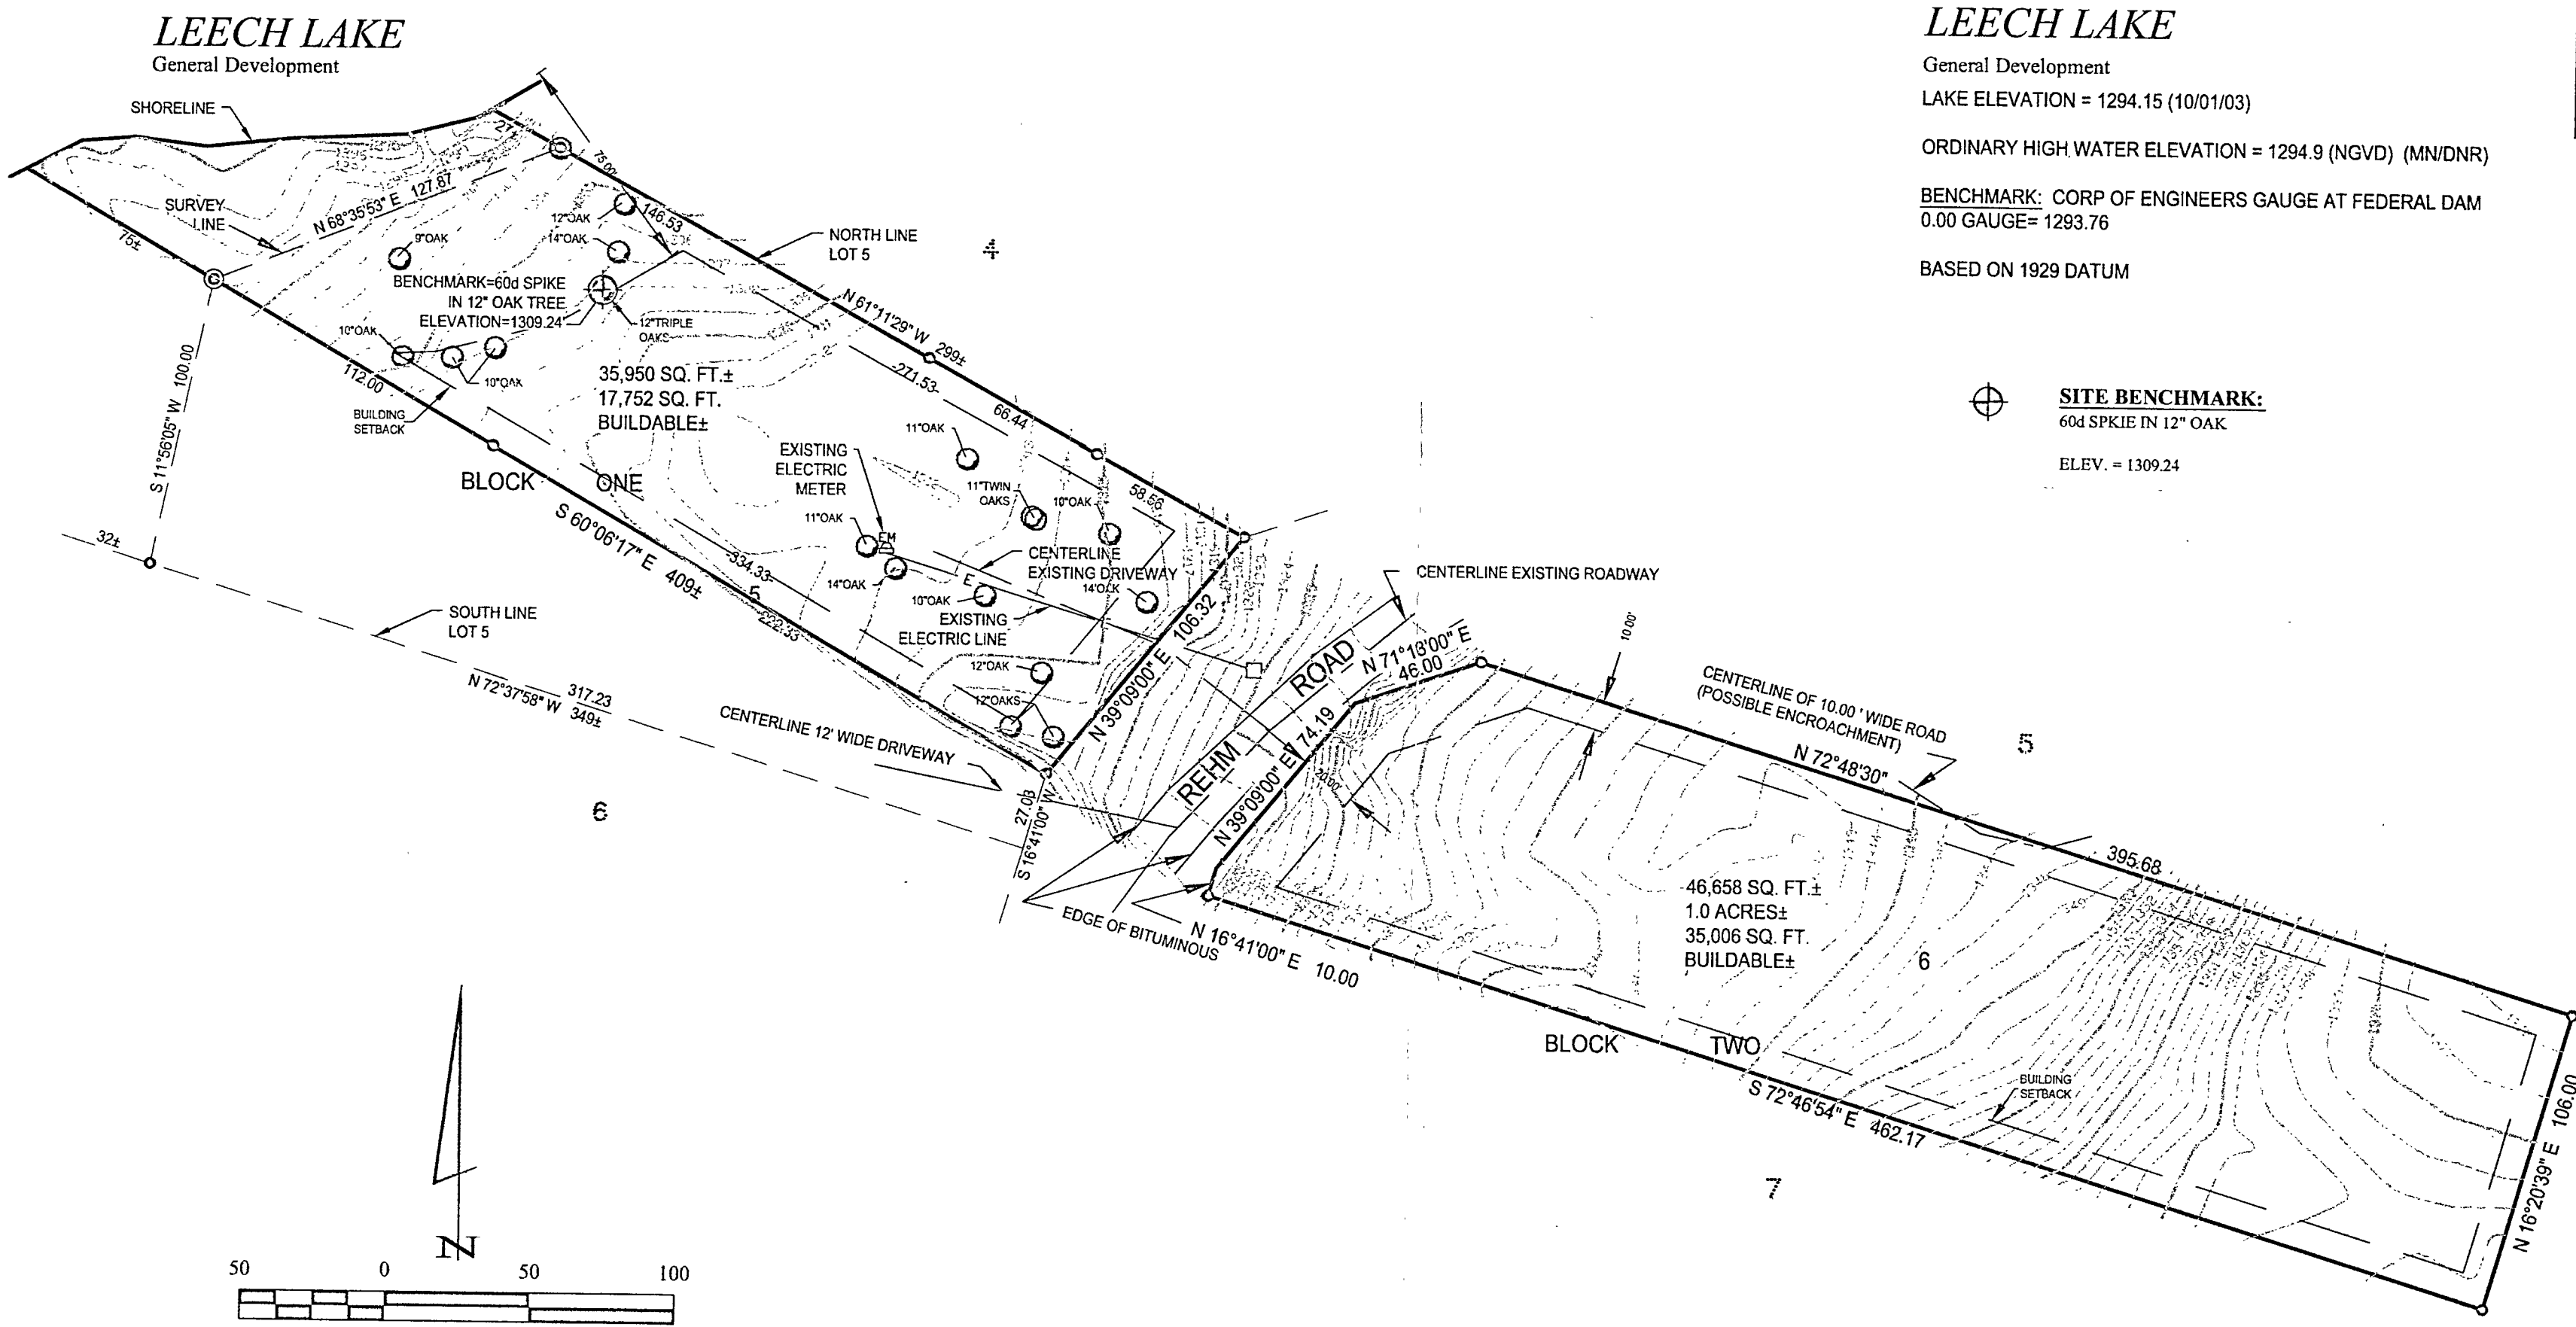 LEECH LAKE
General Development
SHORELINE
SURVEY
LINE
N 68°35'53" E 127.87
27±
75.00'
75±
146.53
12"OAK
14"OAK
9"OAK
BENCHMARK=60d SPIKE
IN 12" OAK TREE
ELEVATION=1309.24'
12"TRIPLE
OAKS
10"OAK
10"OAK
112.00
BUILDING
SETBACK
S 11°56'05" W 100.00
32±
NORTH LINE
LOT 5
4
N 61°11'29" W 299±
271.53
66.44
58.56
35,950 SQ. FT.±
17,752 SQ. FT.
BUILDABLE±
BLOCK ONE
S 60°06'17" E 409±
334.33
5
222.33
EXISTING
ELECTRIC
METER
11"OAK
11"TWIN
OAKS
10"OAK
11"OAK
EM
14"OAK
E
CENTERLINE
EXISTING DRIVEWAY
14"OAK
10"OAK
EXISTING
ELECTRIC LINE
12"OAK
12"OAKS
N 39°09'00" E 106.32
SOUTH LINE
LOT 5
N 72°37'58" W 317.23
349±
6
CENTERLINE 12' WIDE DRIVEWAY
S 16°41'00" W 27.03
REHM ROAD
CENTERLINE EXISTING ROADWAY
N 71°18'00" E
46.00
N 39°09'00" E 74.19
20.00'
10.00'
EDGE OF BITUMINOUS
N 16°41'00" E 10.00
CENTERLINE OF 10.00 ' WIDE ROAD
(POSSIBLE ENCROACHMENT)
N 72°48'30"
5
395.68
46,658 SQ. FT.±
1.0 ACRES±
35,006 SQ. FT.
BUILDABLE±
6
BLOCK TWO
S 72°46'54" E 462.17
BUILDING
SETBACK
7
N 16°20'39" E 106.00
N
50 0 50 100
LEECH LAKE
General Development
LAKE ELEVATION = 1294.15 (10/01/03)
ORDINARY HIGH WATER ELEVATION = 1294.9 (NGVD) (MN/DNR)
BENCHMARK: CORP OF ENGINEERS GAUGE AT FEDERAL DAM
0.00 GAUGE= 1293.76
BASED ON 1929 DATUM
SITE BENCHMARK:
60d SPKIE IN 12" OAK
ELEV. = 1309.24